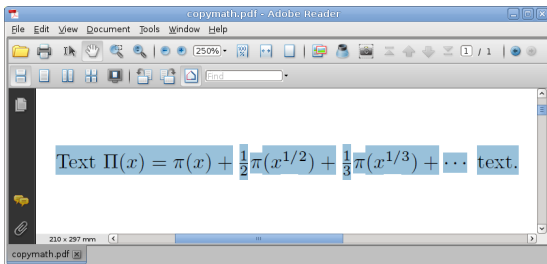 copymath.pdf - Adobe Reader
File Edit View Document Tools Window Help
250% 1 / 1
Find
Text Π(x) = π(x) + 1/2 π(x^{1/2}) + 1/3 π(x^{1/3}) + ··· text.
210 x 297 mm
copymath.pdf